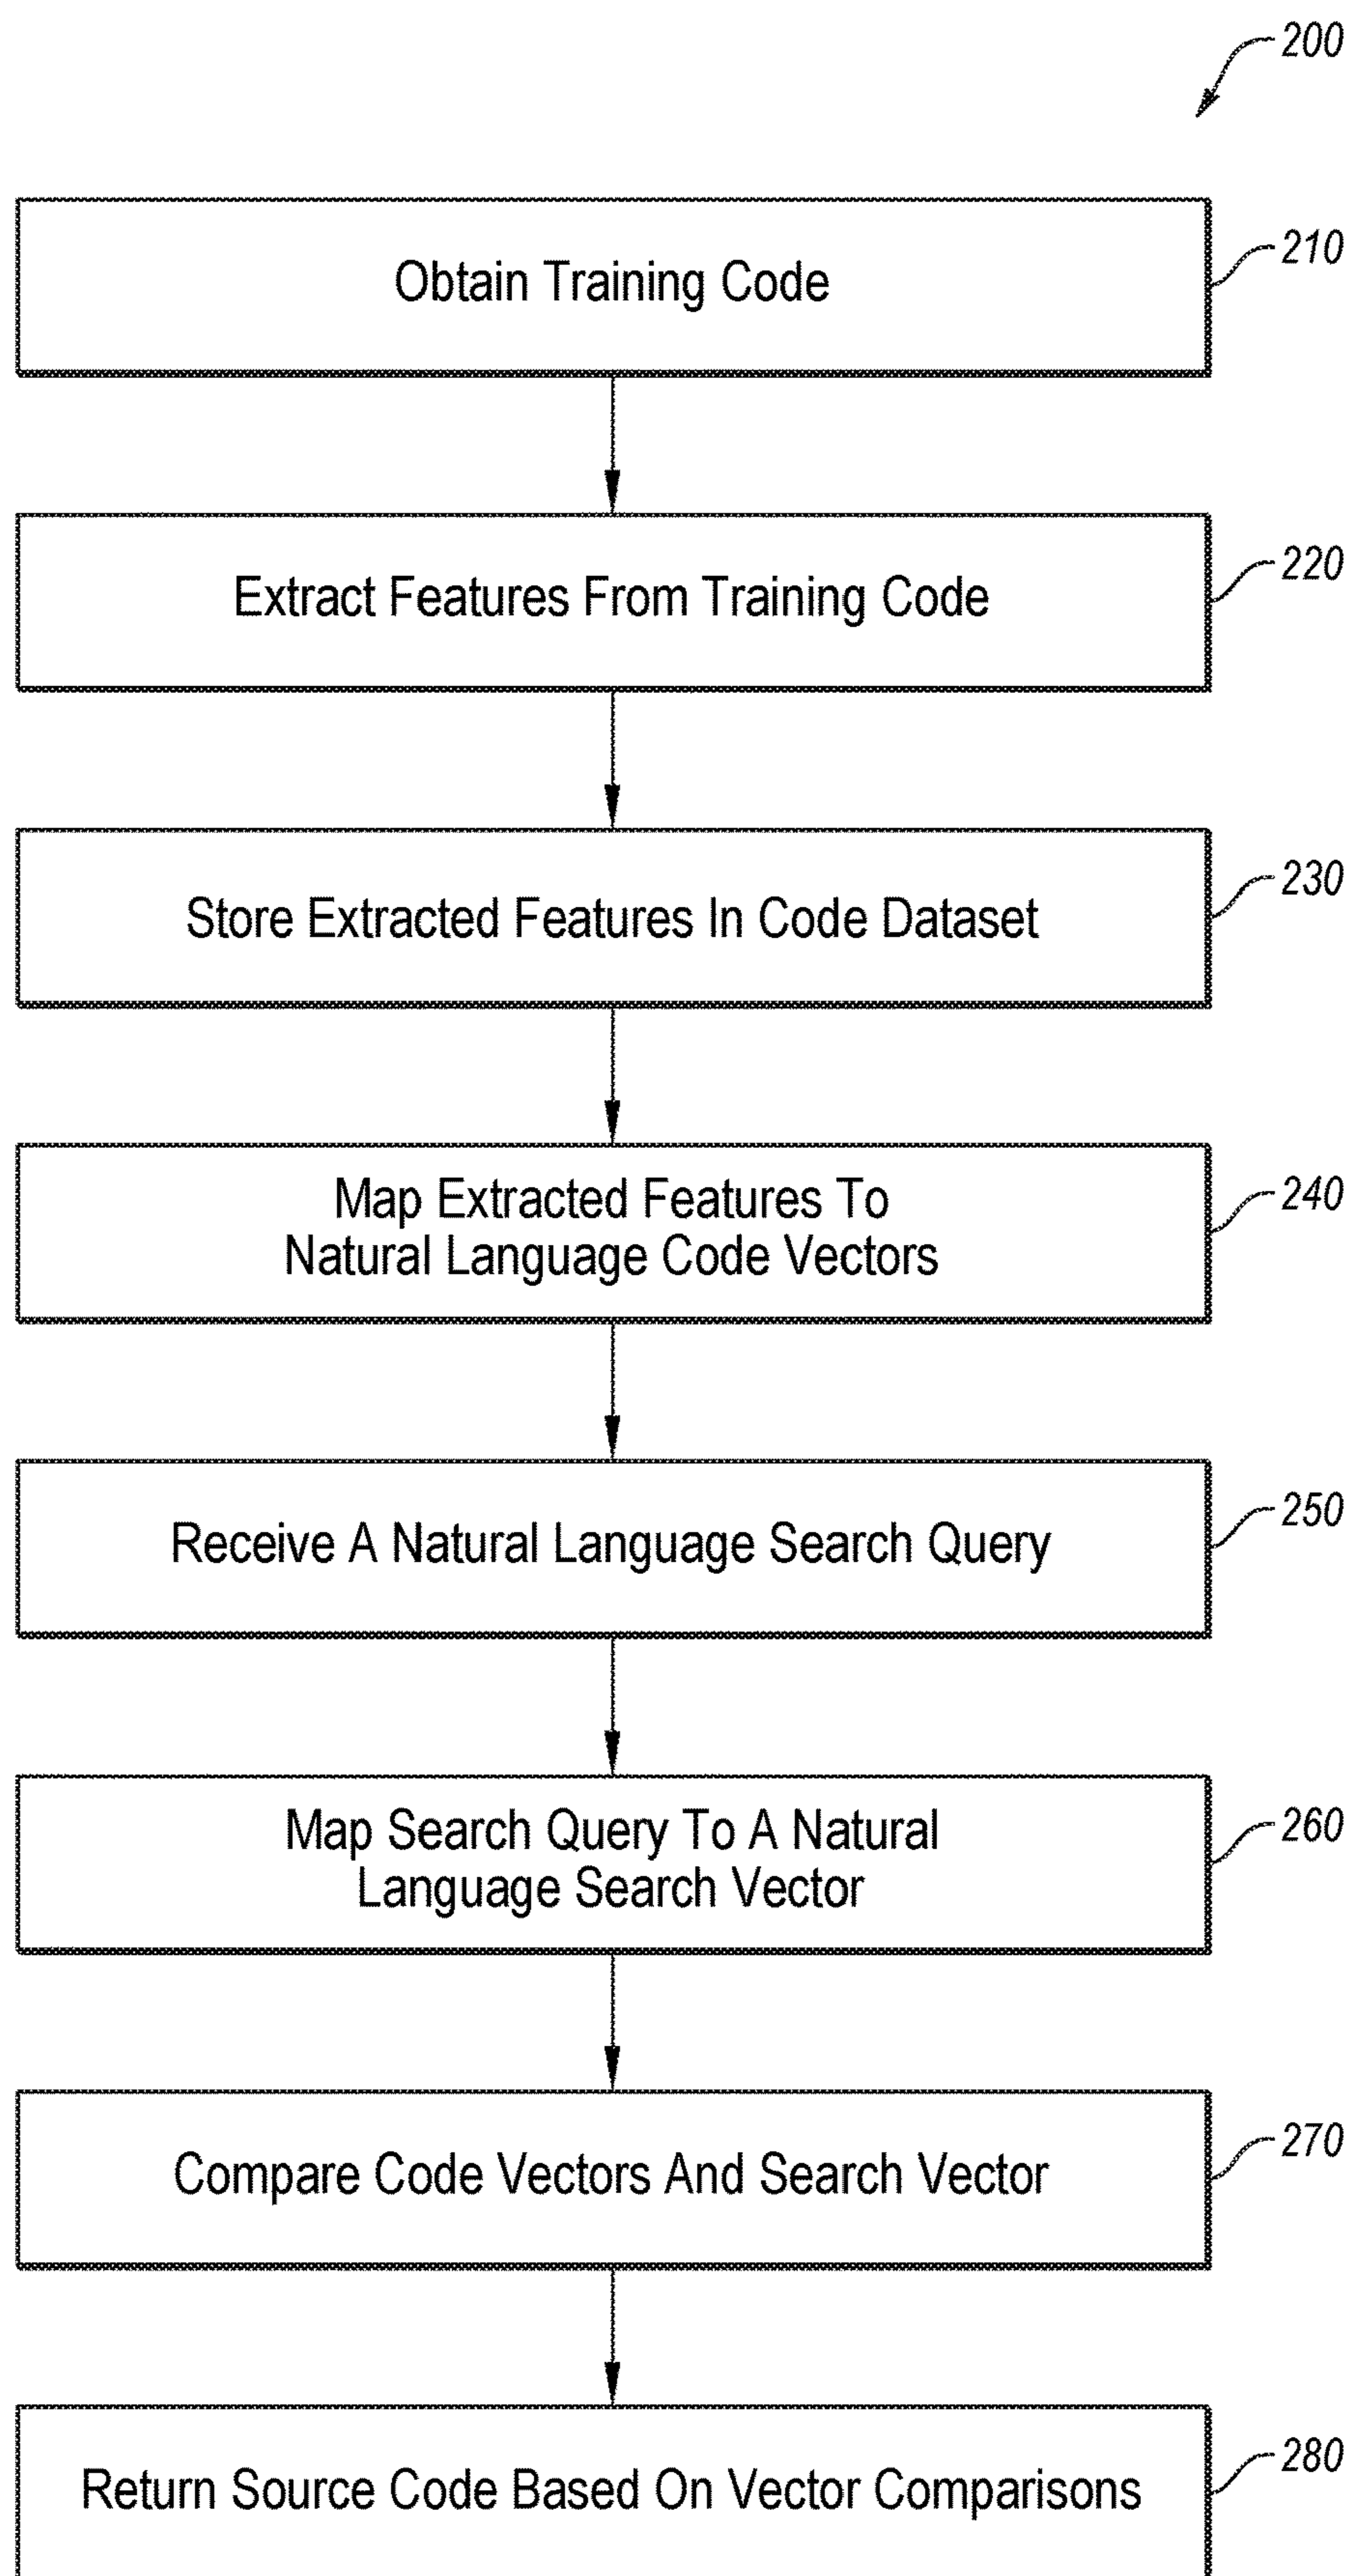 200
Obtain Training Code
210
Extract Features From Training Code
220
Store Extracted Features In Code Dataset
230
Map Extracted Features To
Natural Language Code Vectors
240
Receive A Natural Language Search Query
250
Map Search Query To A Natural
Language Search Vector
260
Compare Code Vectors And Search Vector
270
Return Source Code Based On Vector Comparisons
280